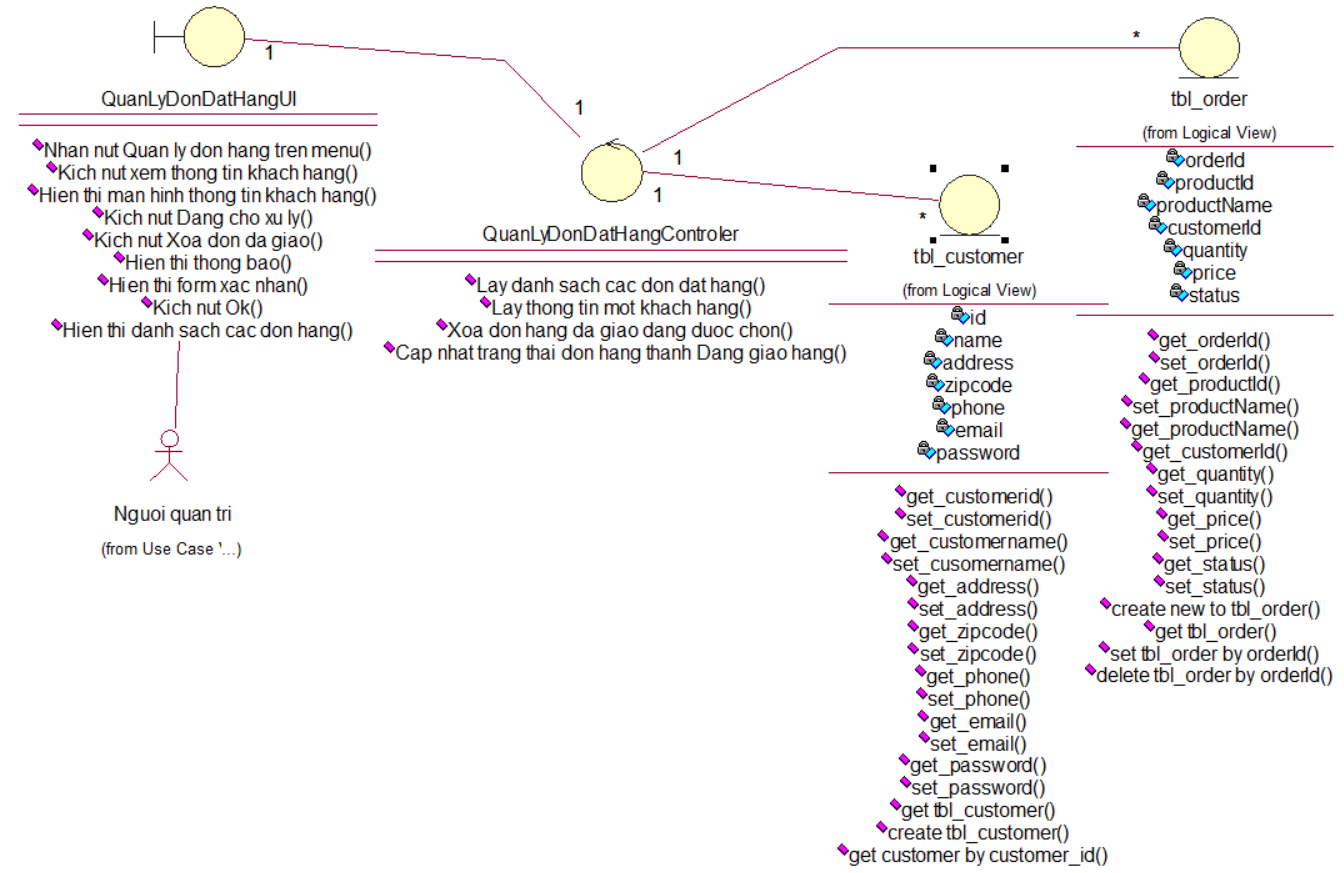 1
QuanLyDonDatHangUI
Nhan nut Quan ly don hang tren menu()
Kich nut xem thong tin khach hang()
Hien thi man hinh thong tin khach hang()
Kich nut Dang cho xu ly()
Kich nut Xoa don da giao()
Hien thi thong bao()
Hien thi form xac nhan()
Kich nut Ok()
Hien thi danh sach cac don hang()
Nguoi quan tri
(from Use Case '...)
1
1
1
QuanLyDonDatHangControler
Lay danh sach cac don dat hang()
Lay thong tin mot khach hang()
Xoa don hang da giao dang duoc chon()
Cap nhat trang thai don hang thanh Dang giao hang()
*
tbl_customer
(from Logical View)
id
name
address
zipcode
phone
email
password
get_customerid()
set_customerid()
get_customername()
set_cusomername()
get_address()
set_address()
get_zipcode()
set_zipcode()
get_phone()
set_phone()
get_email()
set_email()
get_password()
set_password()
get tbl_customer()
create tbl_customer()
get customer by customer_id()
*
tbl_order
(from Logical View)
orderId
productId
productName
customerId
quantity
price
status
get_orderId()
set_orderId()
get_productId()
set_productName()
get_productName()
get_customerId()
get_quantity()
set_quantity()
get_price()
set_price()
get_status()
set_status()
create new to tbl_order()
get tbl_order()
set tbl_order by orderId()
delete tbl_order by orderId()